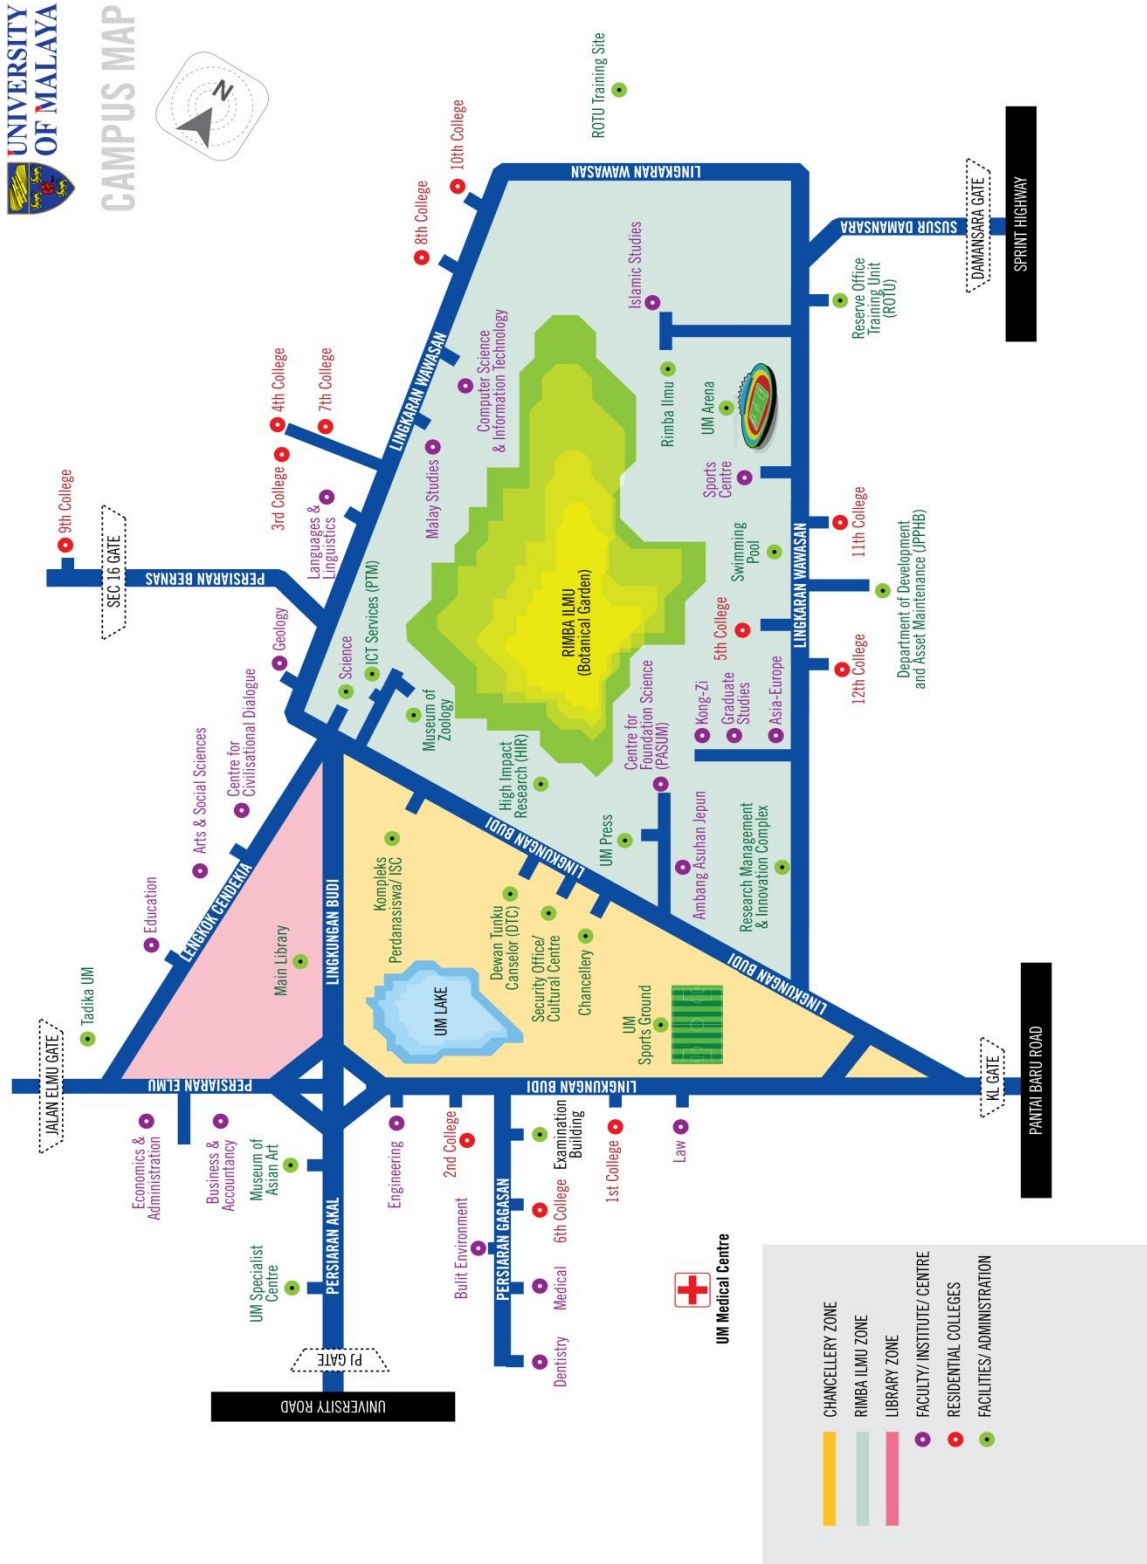 UNIVERSITY
OF MALAYA
CAMPUS MAP
N
JALAN ELMU GATE
Tadika UM
SEC 16 GATE
9th College
PERSIARAN BERNAS
Economics &
Administration
Business &
Accountancy
PERSIARAN ELMU
Education
LENGKOK CENDEKIA
Arts & Social Sciences
Centre for
Civilisational Dialogue
Geology
Languages &
Linguistics
3rd College
4th College
7th College
8th College
10th College
ROTU Training Site
UM Specialist
Centre
Museum of
Asian Art
Main Library
Science
ICT Services (PTM)
Museum of
Zoology
LINGKARAN WAWASAN
Malay Studies
Computer Science
& Information Technology
LINGKARAN WAWASAN
UNIVERSITY ROAD
PJ GATE
PERSIARAN AKAL
LINGKUNGAN BUDI
Kompleks
Perdanasiswa/ ISC
UM LAKE
Engineering
2nd College
Bulit Environment
PERSIARAN GAGASAN
Dentistry
Medical
6th College
Examination
Building
1st College
Law
LINGKUNGAN BUDI
Dewan Tunku
Canselor (DTC)
Security Office/
Cultural Centre
Chancellery
UM
Sports Ground
LINGKUNGAN BUDI
LINGKUNGAN BUDI
High Impact
Research (HIR)
RIMBA ILMU
(Botanical Garden)
UM Press
Centre for
Foundation Science
(PASUM)
Ambang Asuhan Jepun
Kong-Zi
Graduate
Studies
Asia-Europe
Research Management
& Innovation Complex
5th College
Swimming
Pool
Sports
Centre
UM Arena
Rimba Ilmu
Islamic Studies
LINGKARAN WAWASAN
12th College
11th College
Department of Development
and Asset Maintenance (JPPHB)
Reserve Office
Training Unit
(ROTU)
SUSUR DAMANSARA
DAMANSARA GATE
SPRINT HIGHWAY
KL GATE
PANTAI BARU ROAD
UM Medical Centre
CHANCELLERY ZONE
RIMBA ILMU ZONE
LIBRARY ZONE
FACULTY/ INSTITUTE/ CENTRE
RESIDENTIAL COLLEGES
FACILITIES/ ADMINISTRATION